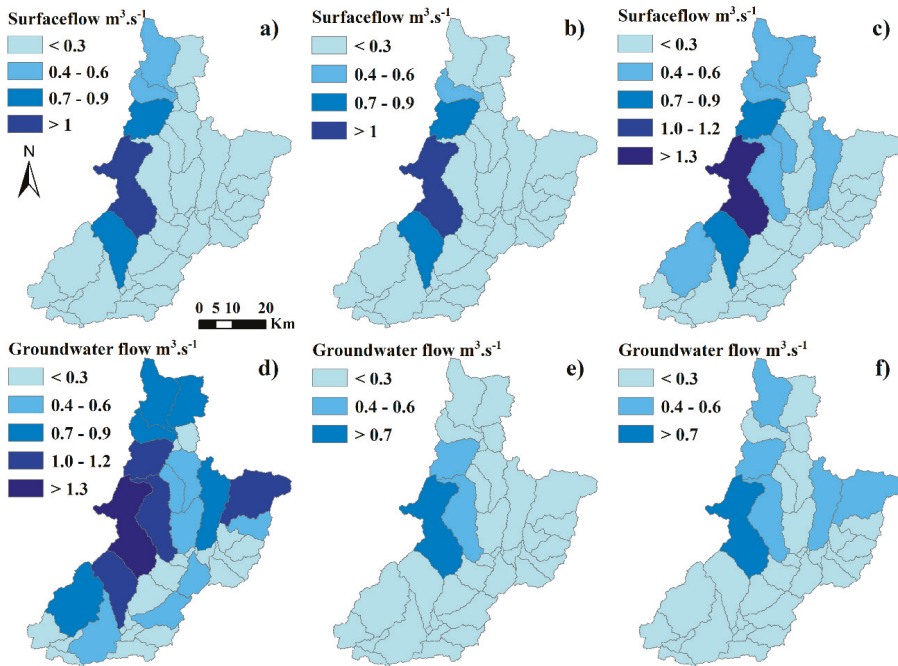 Surfaceflow m³.s⁻¹
a)
< 0.3
0.4 - 0.6
0.7 - 0.9
> 1
N
0 5 10 20
Km
Surfaceflow m³.s⁻¹
b)
< 0.3
0.4 - 0.6
0.7 - 0.9
> 1
Surfaceflow m³.s⁻¹
c)
< 0.3
0.4 - 0.6
0.7 - 0.9
1.0 - 1.2
> 1.3
Groundwater flow m³.s⁻¹
d)
< 0.3
0.4 - 0.6
0.7 - 0.9
1.0 - 1.2
> 1.3
Groundwater flow m³.s⁻¹
e)
< 0.3
0.4 - 0.6
> 0.7
Groundwater flow m³.s⁻¹
f)
< 0.3
0.4 - 0.6
> 0.7